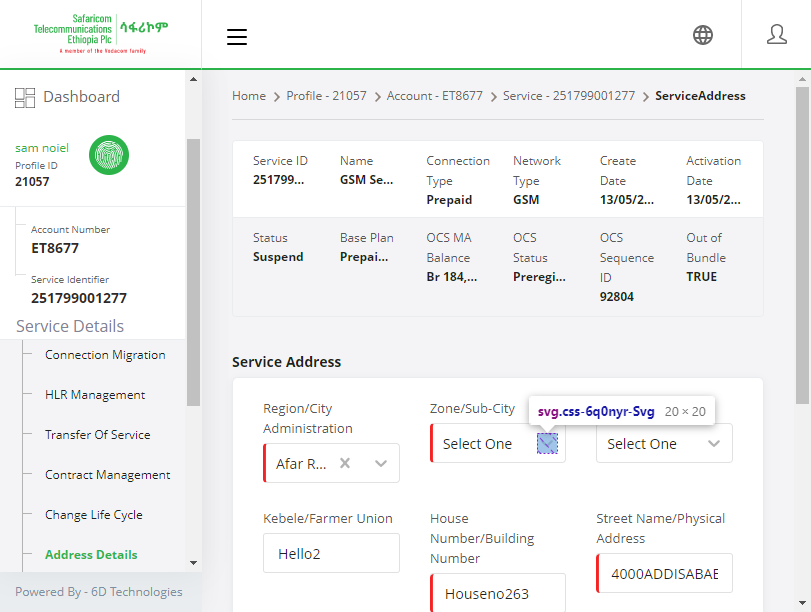 Safaricom
Telecommunications
Ethiopia Plc
ሳፋሪኮም
A member of the Vodacom family
Dashboard
sam noiel
Profile ID
21057
Account Number
ET8677
Service Identifier
251799001277
Service Details
Connection Migration
HLR Management
Transfer Of Service
Contract Management
Change Life Cycle
Address Details
Powered By - 6D Technologies
Home > Profile - 21057 > Account - ET8677 > Service - 251799001277 > ServiceAddress
Service ID
251799...
Name
GSM Se...
Connection
Type
Prepaid
Network
Type
GSM
Create
Date
13/05/2...
Activation
Date
13/05/2...
Status
Suspend
Base Plan
Prepai...
OCS MA
Balance
Br 184,...
OCS
Status
Preregi...
OCS
Sequence
ID
92804
Out of
Bundle
TRUE
Service Address
Region/City
Administration
Afar R...
Zone/Sub-City
Select One
svg.css-6q0nyr-Svg 20 × 20
Select One
Kebele/Farmer Union
Hello2
House
Number/Building
Number
Houseno263
Street Name/Physical
Address
4000ADDISABAE